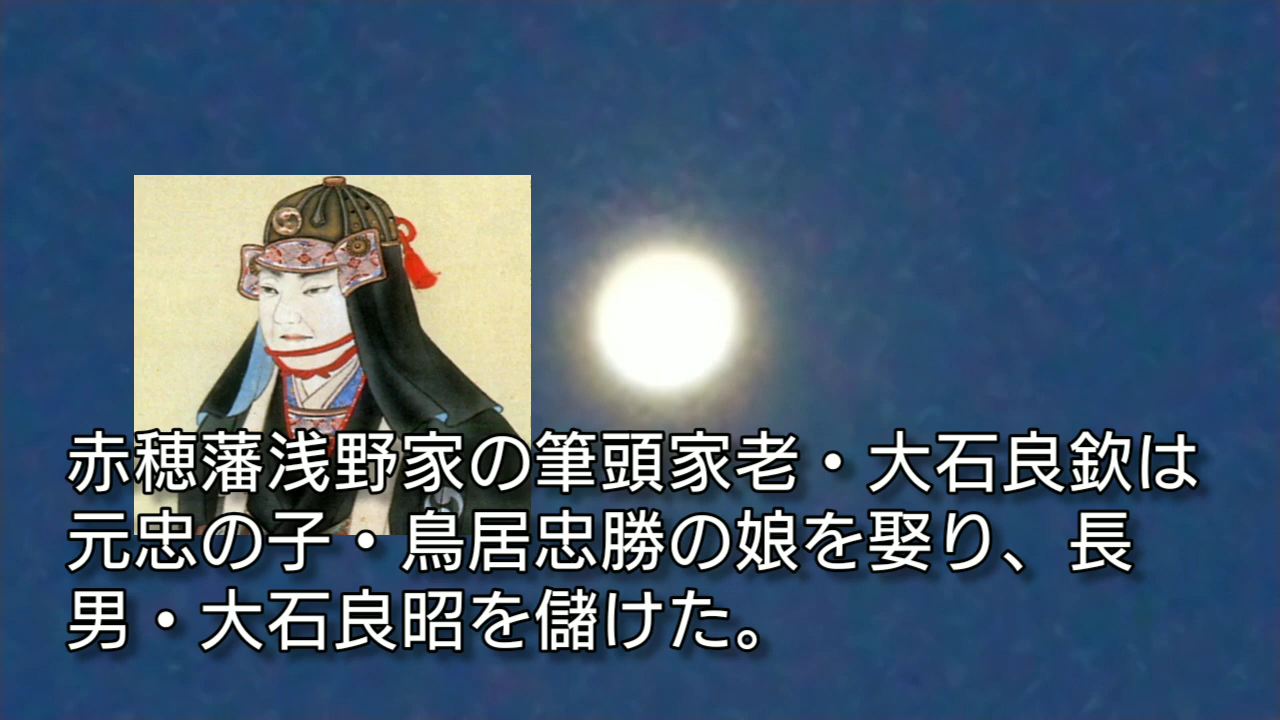 赤穂藩浅野家の筆頭家老・大石良欽は
元忠の子・鳥居忠勝の娘を娶り、長
男・大石良昭を儲けた。